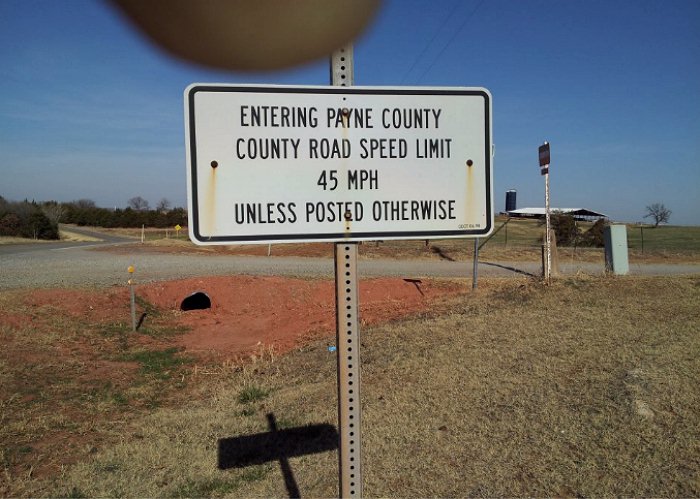 ENTERING PAYNE COUNTY
COUNTY ROAD SPEED LIMIT
45 MPH
UNLESS POSTED OTHERWISE